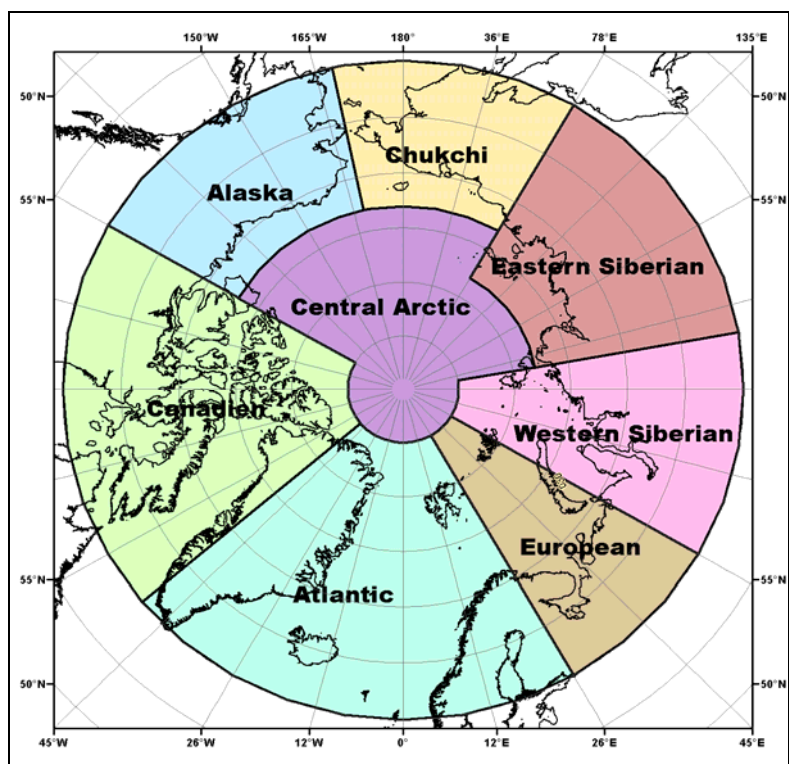 150°W 165°W 180° 36°E 78°E 135°E
50°N 50°N
Chukchi
Alaska
55°N 55°N
Eastern Siberian
Central Arctic
Canadien
Western Siberian
European
55°N Atlantic 55°N
50°N 50°N
45°W 26°W 12°W 0° 12°E 26°E 45°E